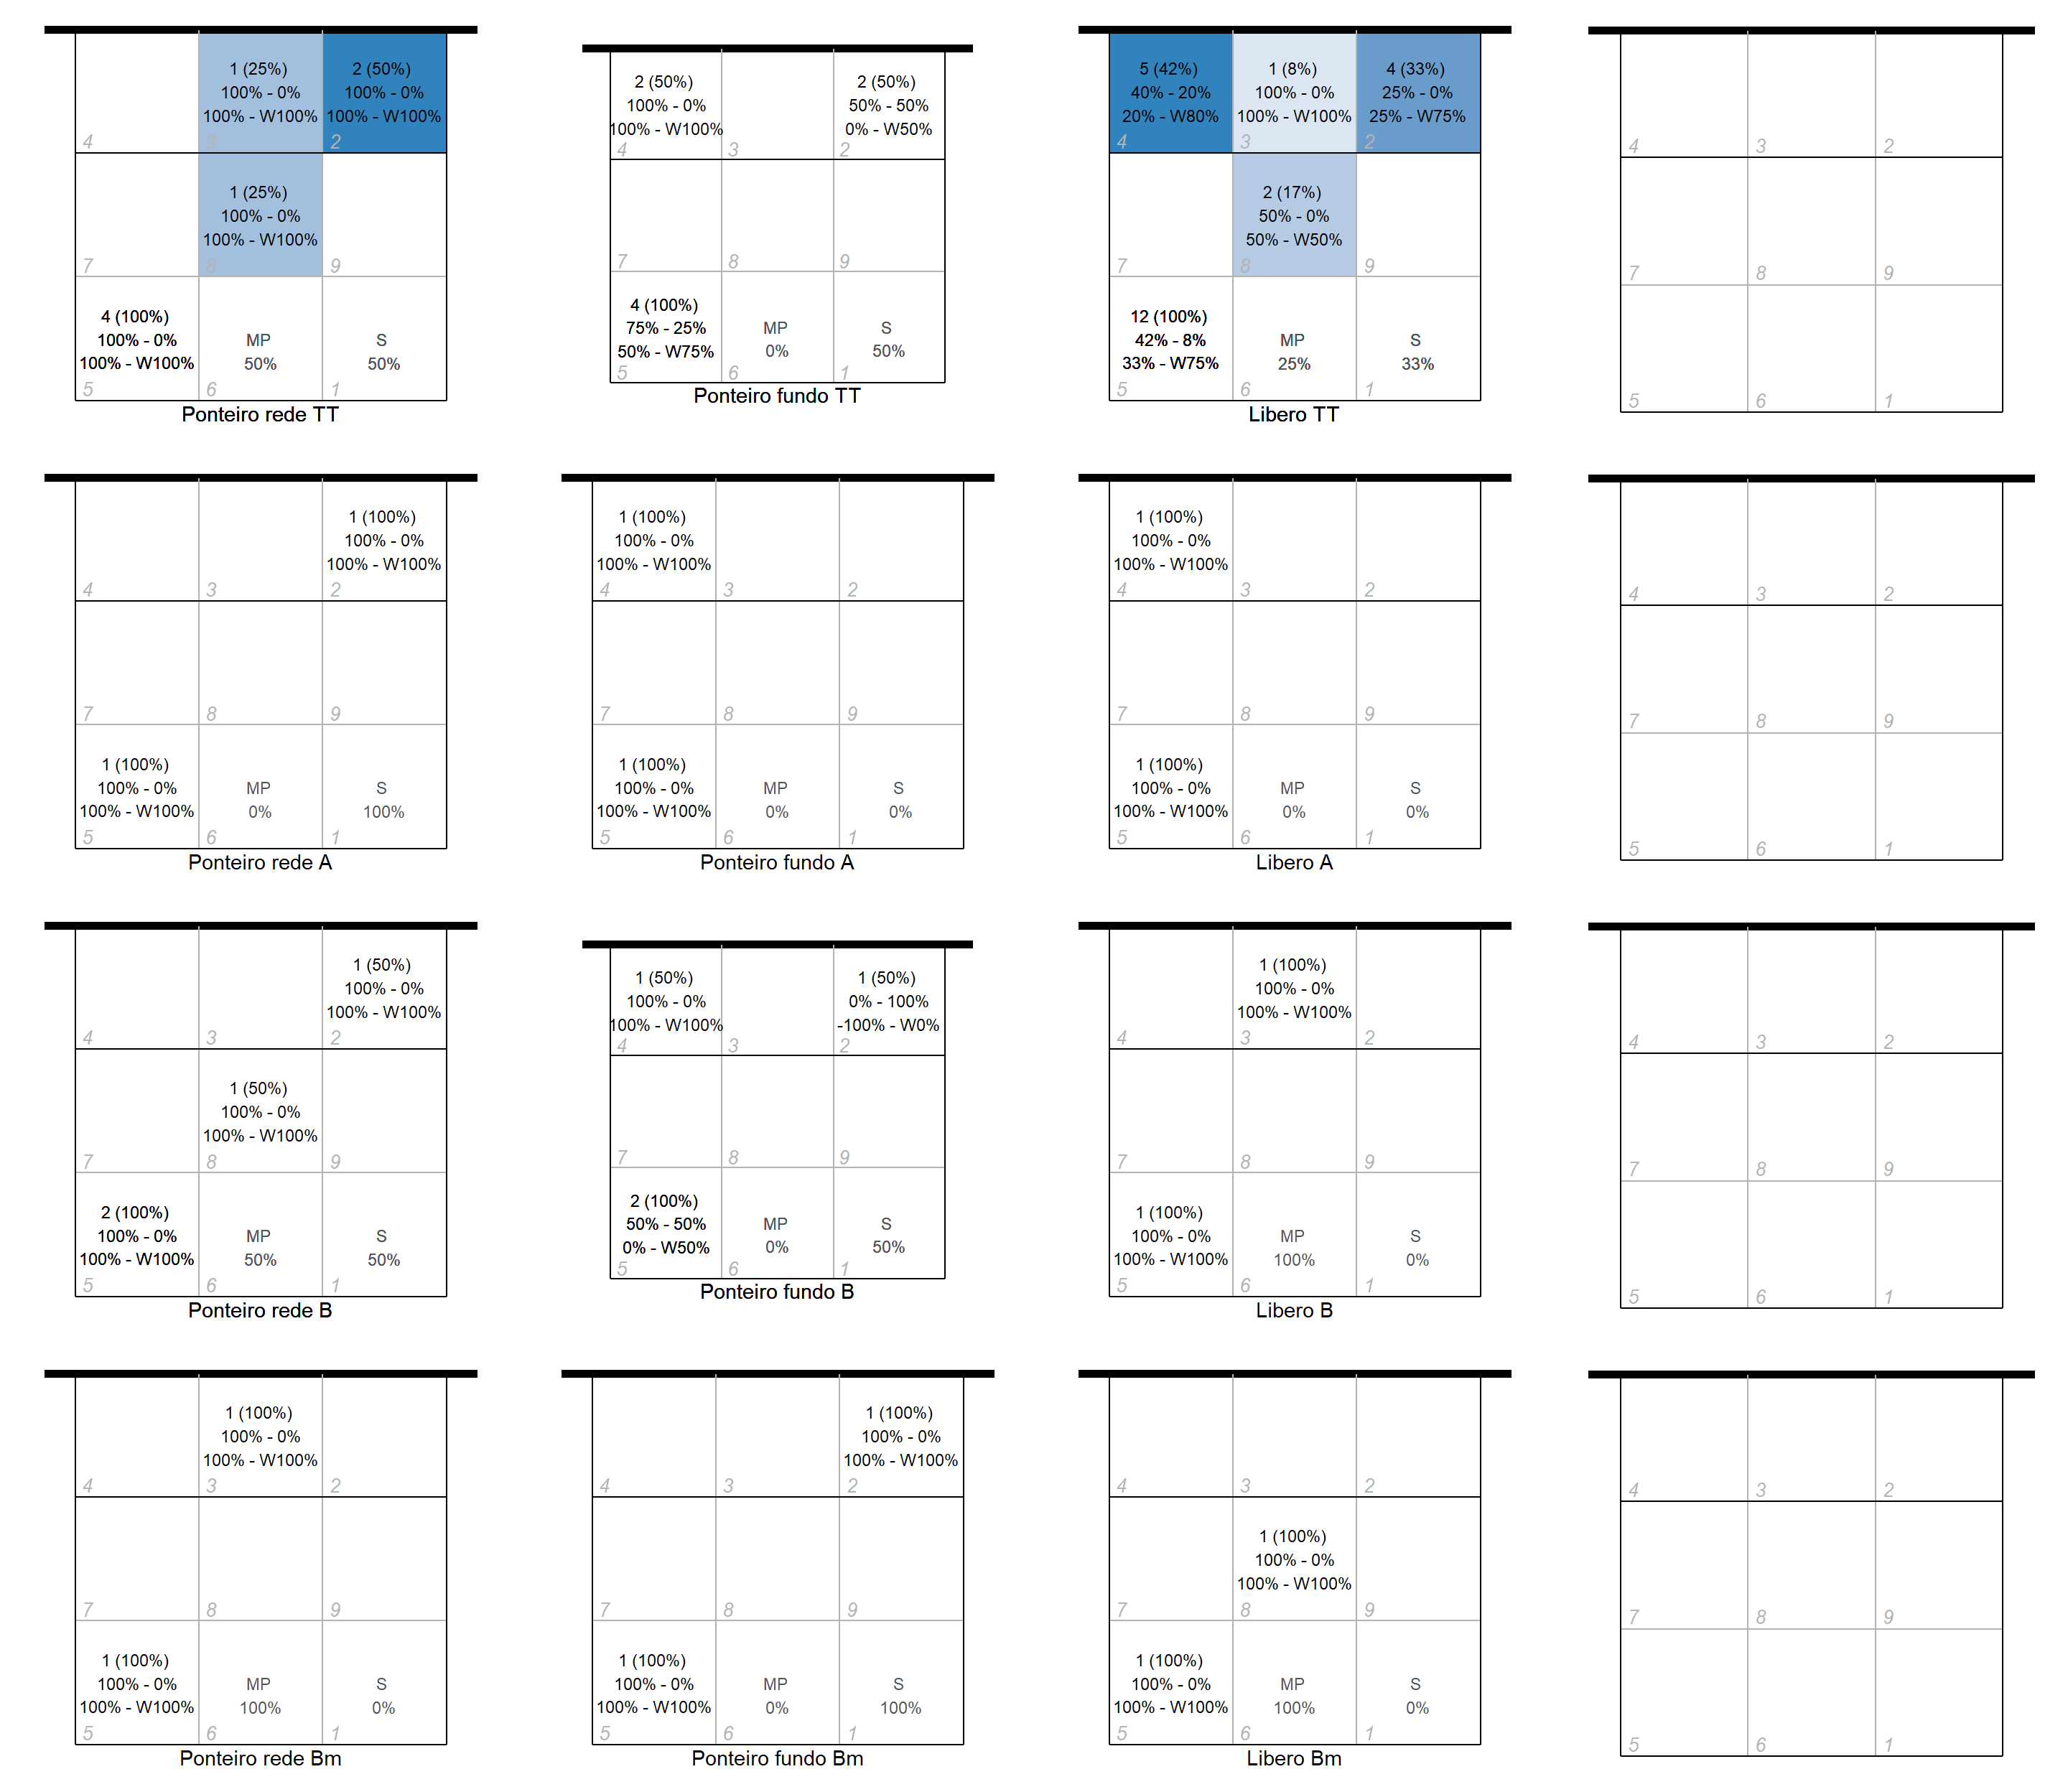 1 (25%)
100% - 0%
100% - W100%
2 (50%)
100% - 0%
100% - W100%
4
3
2
1 (25%)
100% - 0%
100% - W100%
7
8
9
4 (100%)
100% - 0%
100% - W100%
MP
50%
S
50%
5
6
1
Ponteiro rede TT
2 (50%)
100% - 0%
100% - W100%
2 (50%)
50% - 50%
0% - W50%
4
3
2
7
8
9
4 (100%)
75% - 25%
50% - W75%
MP
0%
S
50%
5
6
1
Ponteiro fundo TT
5 (42%)
40% - 20%
20% - W80%
1 (8%)
100% - 0%
100% - W100%
4 (33%)
25% - 0%
25% - W75%
4
3
2
2 (17%)
50% - 0%
50% - W50%
7
8
9
12 (100%)
42% - 8%
33% - W75%
MP
25%
S
33%
5
6
1
Libero TT
4
3
2
7
8
9
5
6
1
1 (100%)
100% - 0%
100% - W100%
4
3
2
7
8
9
1 (100%)
100% - 0%
100% - W100%
MP
0%
S
100%
5
6
1
Ponteiro rede A
1 (100%)
100% - 0%
100% - W100%
4
3
2
7
8
9
1 (100%)
100% - 0%
100% - W100%
MP
0%
S
0%
5
6
1
Ponteiro fundo A
1 (100%)
100% - 0%
100% - W100%
4
3
2
7
8
9
1 (100%)
100% - 0%
100% - W100%
MP
0%
S
0%
5
6
1
Libero A
4
3
2
7
8
9
5
6
1
1 (50%)
100% - 0%
100% - W100%
4
3
2
1 (50%)
100% - 0%
100% - W100%
7
8
9
2 (100%)
100% - 0%
100% - W100%
MP
50%
S
50%
5
6
1
Ponteiro rede B
1 (50%)
100% - 0%
100% - W100%
1 (50%)
0% - 100%
-100% - W0%
4
3
2
7
8
9
2 (100%)
50% - 50%
0% - W50%
MP
0%
S
50%
5
6
1
Ponteiro fundo B
1 (100%)
100% - 0%
100% - W100%
4
3
2
7
8
9
1 (100%)
100% - 0%
100% - W100%
MP
100%
S
0%
5
6
1
Libero B
4
3
2
7
8
9
5
6
1
1 (100%)
100% - 0%
100% - W100%
4
3
2
7
8
9
1 (100%)
100% - 0%
100% - W100%
MP
100%
S
0%
5
6
1
Ponteiro rede Bm
1 (100%)
100% - 0%
100% - W100%
4
3
2
7
8
9
1 (100%)
100% - 0%
100% - W100%
MP
0%
S
100%
5
6
1
Ponteiro fundo Bm
4
3
2
1 (100%)
100% - 0%
100% - W100%
7
8
9
1 (100%)
100% - 0%
100% - W100%
MP
100%
S
0%
5
6
1
Libero Bm
4
3
2
7
8
9
5
6
1